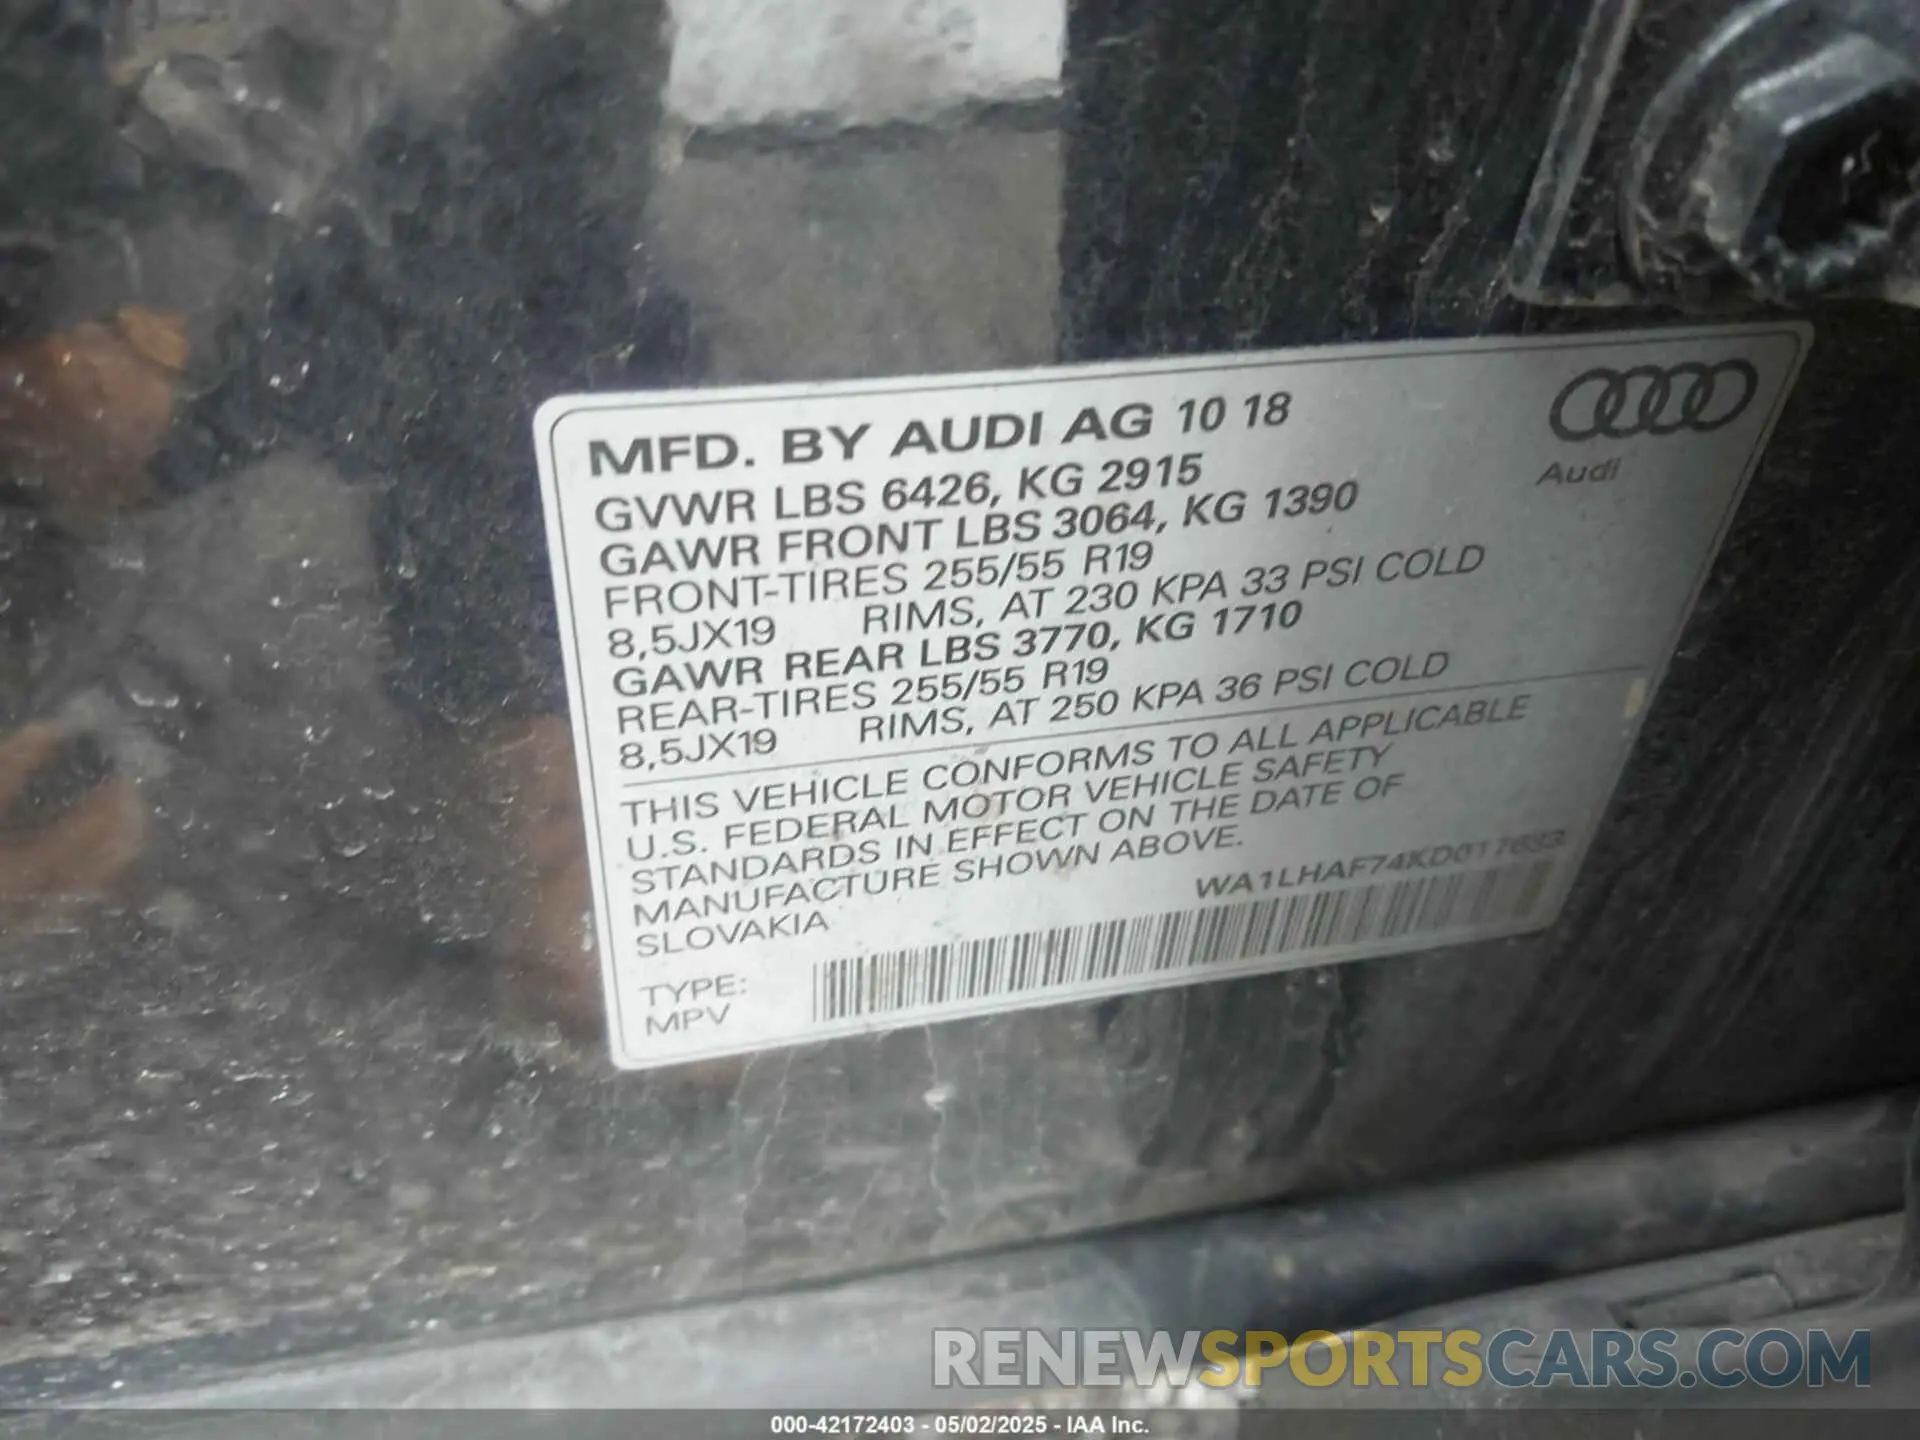 MFD. BY AUDI AG 10 18
Audi
GVWR LBS 6426, KG 2915
GAWR FRONT LBS 3064, KG 1390
FRONT-TIRES 255/55 R19
8,5JX19 RIMS, AT 230 KPA 33 PSI COLD
GAWR REAR LBS 3770, KG 1710
REAR-TIRES 255/55 R19
8,5JX19 RIMS, AT 250 KPA 36 PSI COLD
THIS VEHICLE CONFORMS TO ALL APPLICABLE
U.S. FEDERAL MOTOR VEHICLE SAFETY
STANDARDS IN EFFECT ON THE DATE OF
MANUFACTURE SHOWN ABOVE.
SLOVAKIA
TYPE:
MPV
RENEWSPORTSCARS.COM
000-42172403 - 05/02/2025 - IAA Inc.